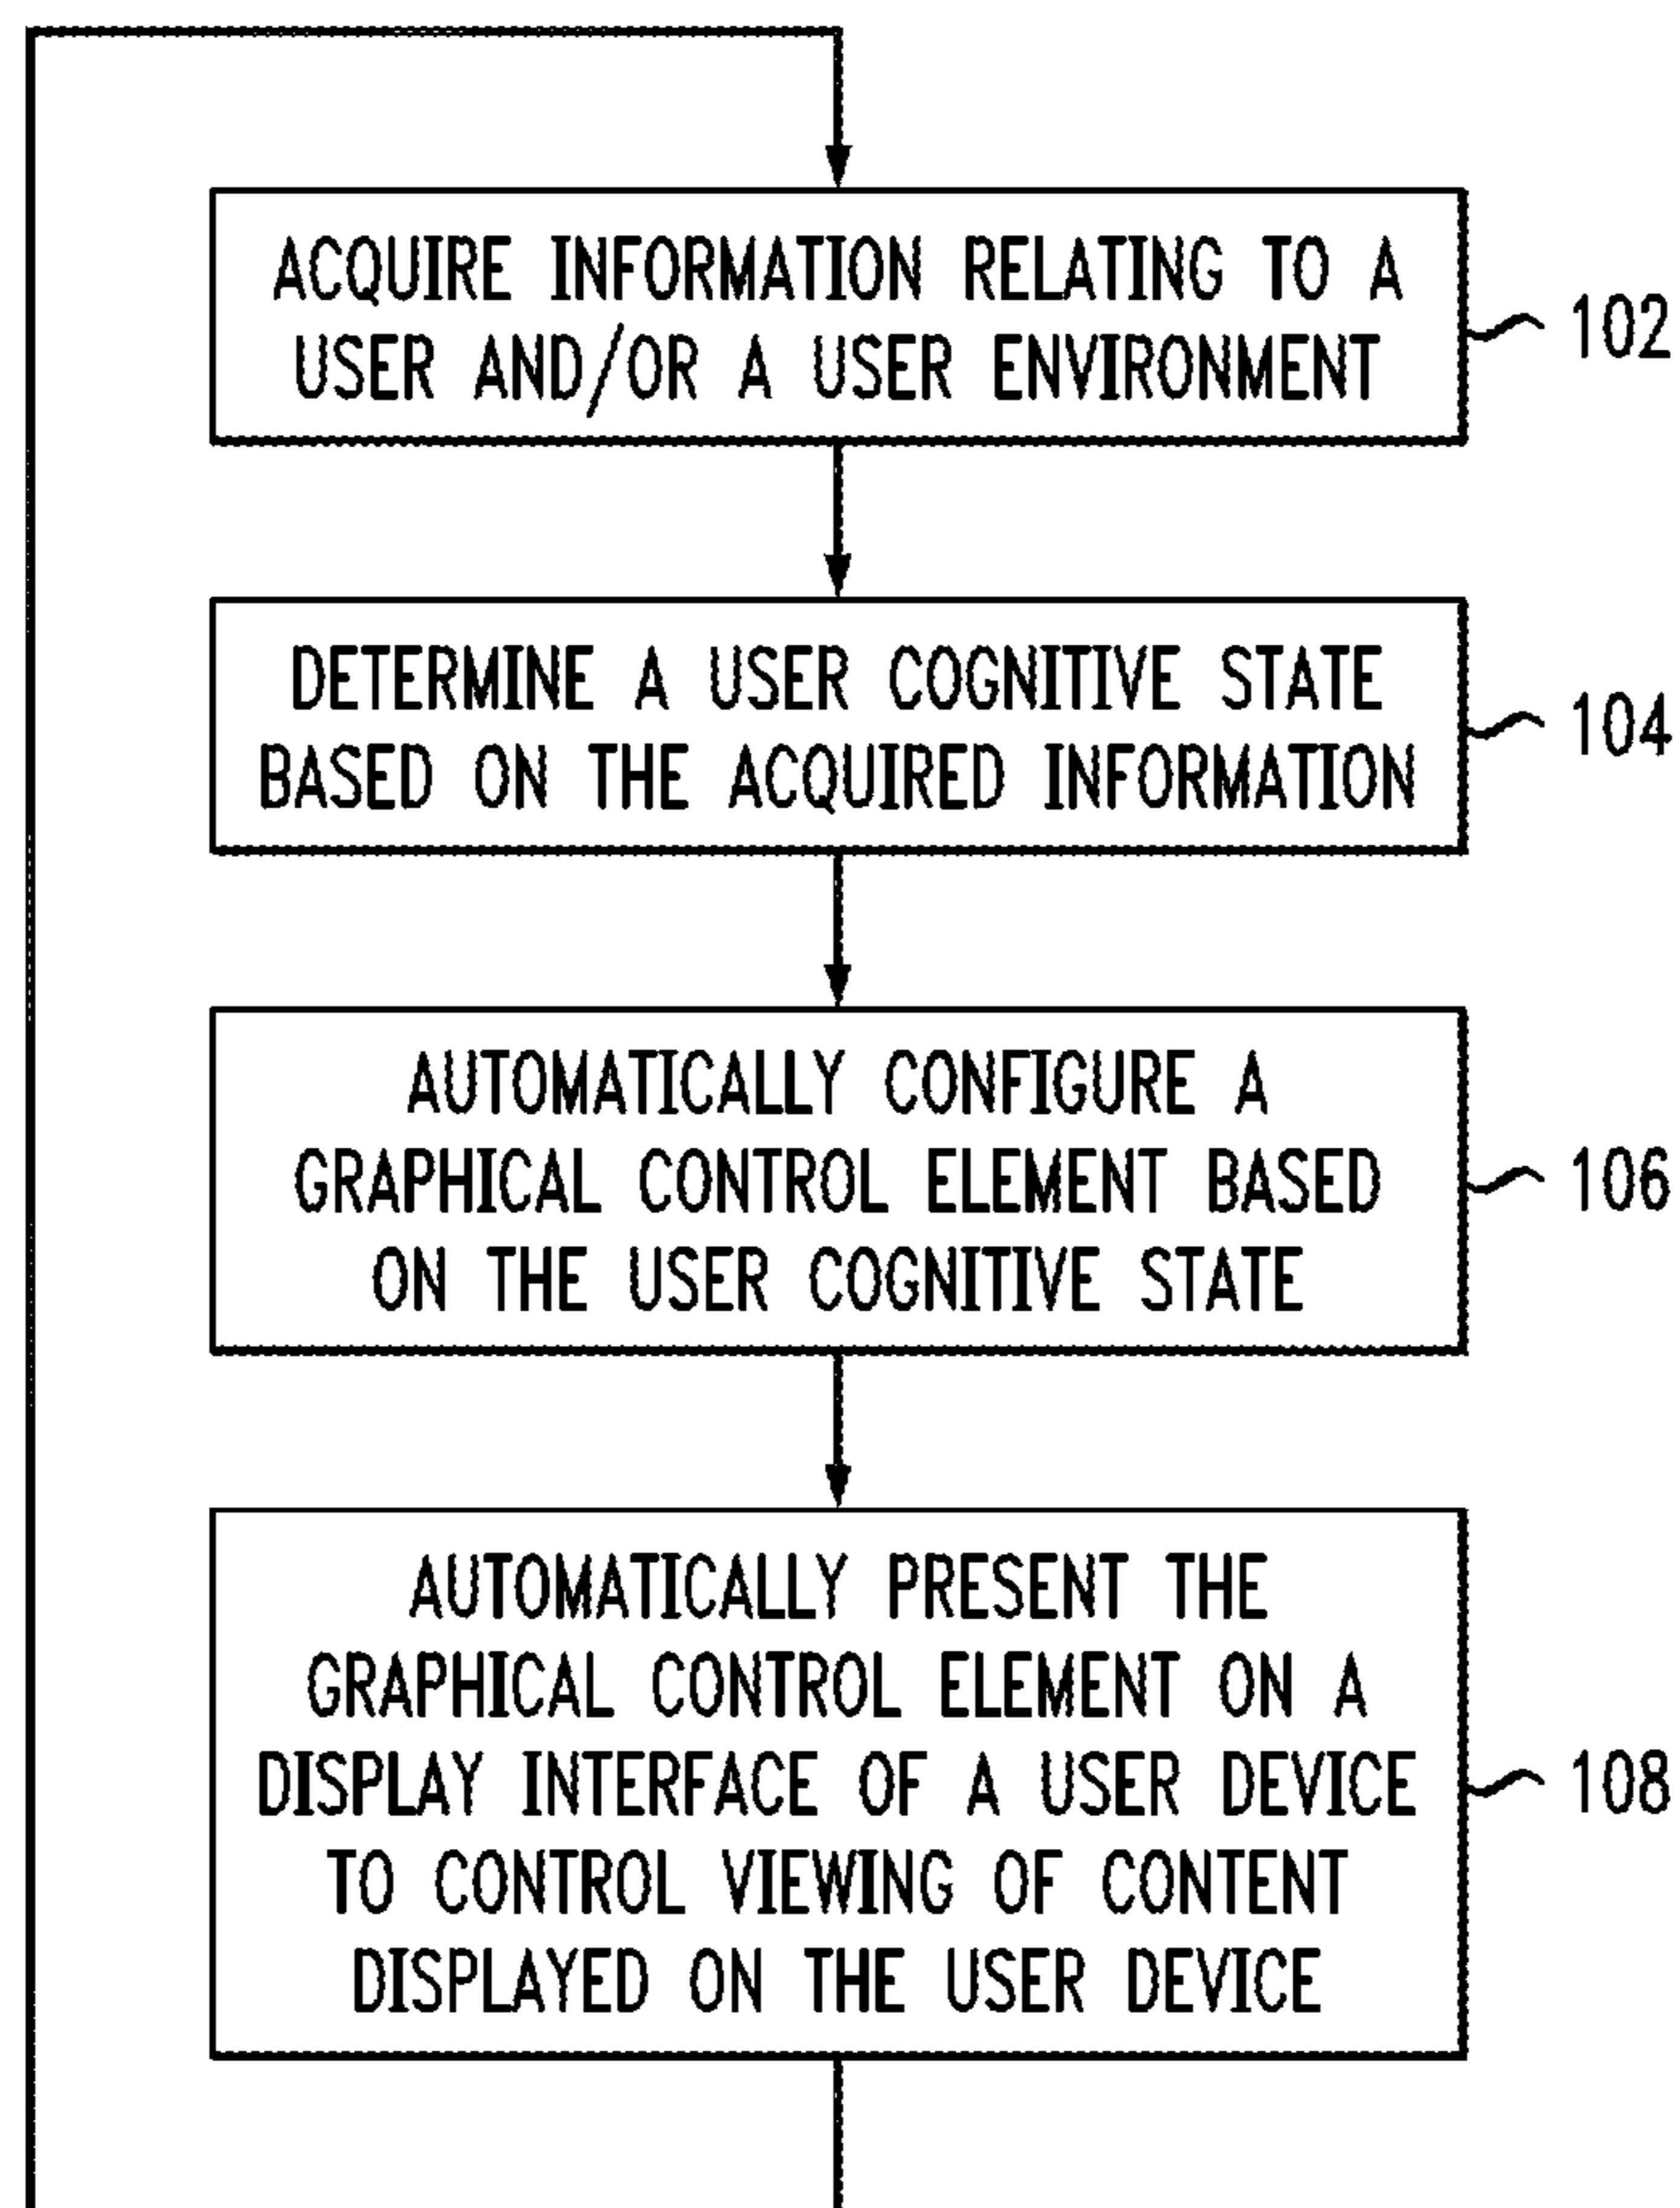 ACQUIRE INFORMATION RELATING TO A
USER AND/OR A USER ENVIRONMENT
102
DETERMINE A USER COGNITIVE STATE
BASED ON THE ACQUIRED INFORMATION
104
AUTOMATICALLY CONFIGURE A
GRAPHICAL CONTROL ELEMENT BASED
ON THE USER COGNITIVE STATE
106
AUTOMATICALLY PRESENT THE
GRAPHICAL CONTROL ELEMENT ON A
DISPLAY INTERFACE OF A USER DEVICE
TO CONTROL VIEWING OF CONTENT
DISPLAYED ON THE USER DEVICE
108